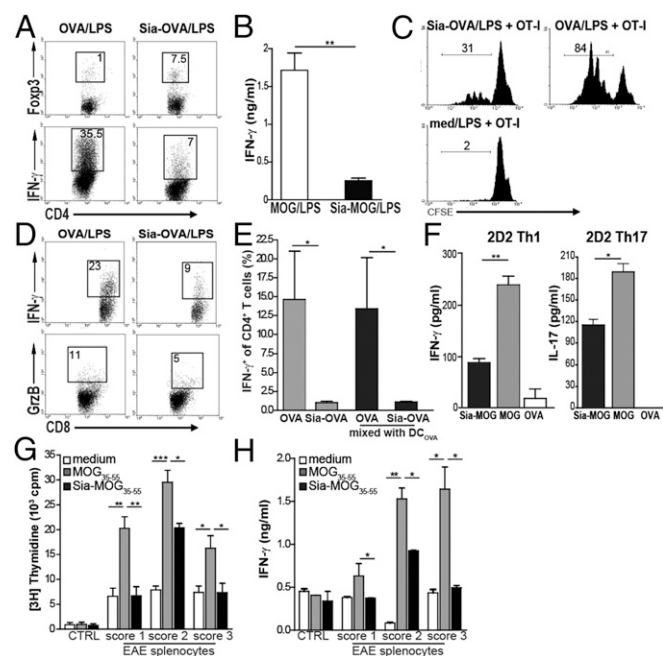 A
OVA/LPS Sia-OVA/LPS
1 7.5
Foxp3
35.5 7
IFN-γ
CD4
B
**
IFN-γ (ng/ml)
2
1.5
1
0.5
0
MOG/LPS Sia-MOG/LPS
C
Sia-OVA/LPS + OT-I OVA/LPS + OT-I
31 84
med/LPS + OT-I
2
CFSE
D
OVA/LPS Sia-OVA/LPS
23 9
IFN-γ
11 5
GrzB
CD8
E
IFN-γ+ of CD4+ T cells (%)
22.5
20.0
17.5
15.0
12.5
10.0
7.5
5.0
2.5
0.0
* *
OVA Sia-OVA OVA Sia-OVA
mixed with DCOVA
F
2D2 Th1 2D2 Th17
IFN-γ (pg/ml)
300
200
100
0
**
Sia-MOG MOG OVA
IL-17 (pg/ml)
210
180
150
120
90
60
30
0
*
Sia-MOG MOG OVA
G
medium
MOG35-55
Sia-MOG35-55
[3H] Thymidine (10³ cpm)
35
30
25
20
15
10
5
0
** ** *** * * *
CTRL score 1 score 2 score 3
EAE splenocytes
H
medium
MOG35-55
Sia-MOG35-55
IFN-γ (ng/ml)
2.0
1.5
1.0
0.5
0.0
* ** * * *
CTRL score 1 score 2 score 3
EAE splenocytes